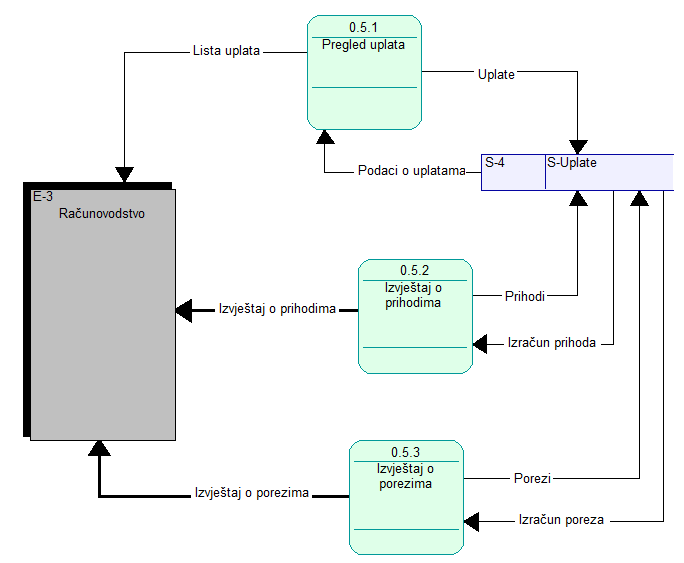 0.5.1
Pregled uplata
Lista uplata
Uplate
S-4
S-Uplate
Podaci o uplatama
E-3
Računovodstvo
0.5.2
Izvještaj o
prihodima
Prihodi
Izvještaj o prihodima
Izračun prihoda
0.5.3
Izvještaj o
porezima
Porezi
Izvještaj o porezima
Izračun poreza